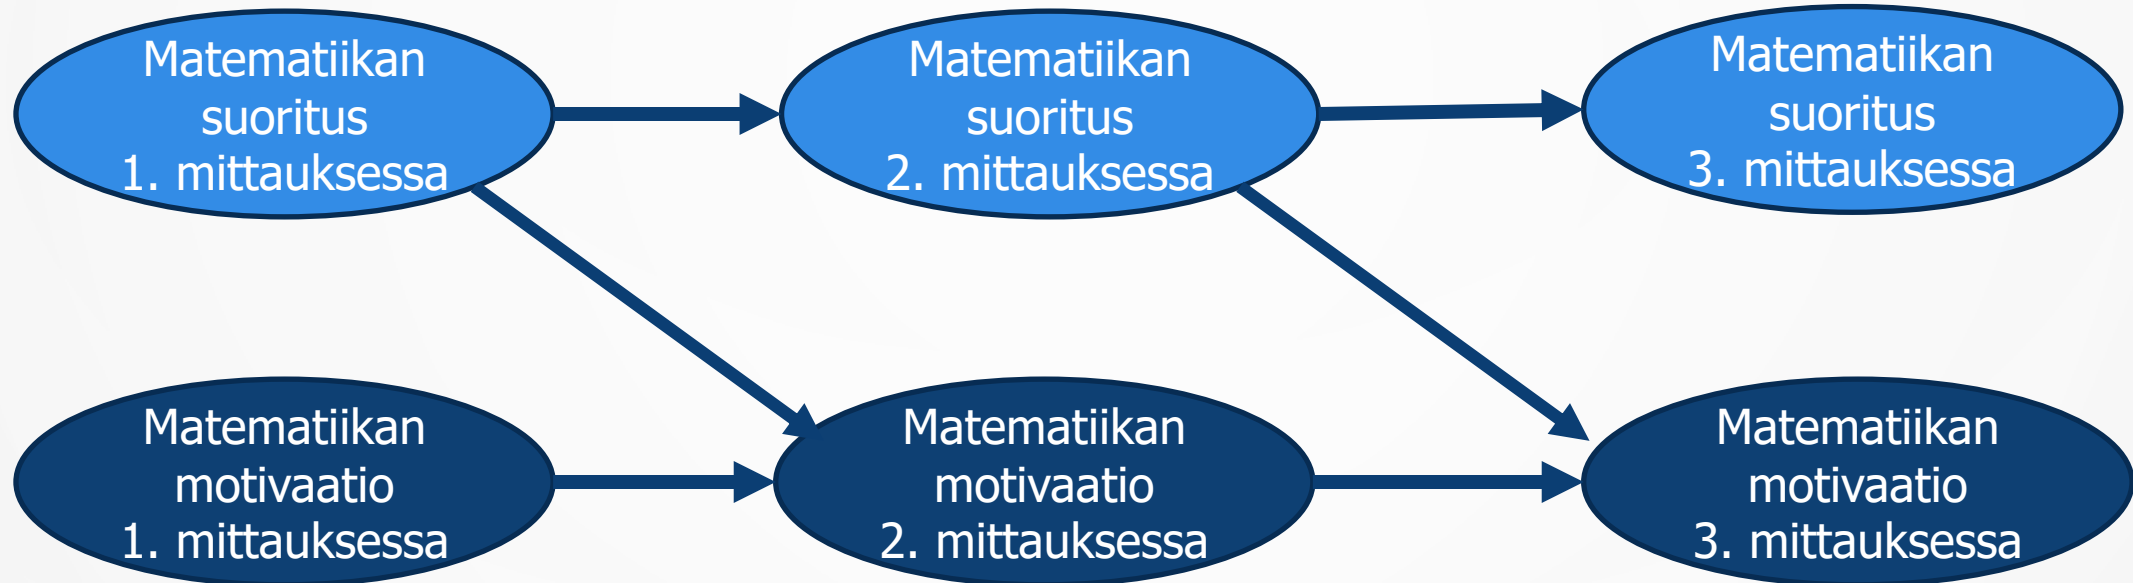 Matematiikan
suoritus
1. mittauksessa
Matematiikan
suoritus
2. mittauksessa
Matematiikan
suoritus
3. mittauksessa
Matematiikan
motivaatio
1. mittauksessa
Matematiikan
motivaatio
2. mittauksessa
Matematiikan
motivaatio
3. mittauksessa